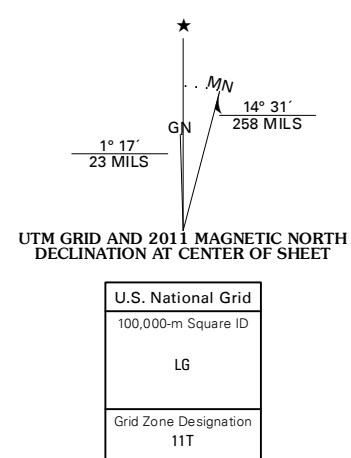 ★
MN
14° 31´
258 MILS
GN
1° 17´
23 MILS
UTM GRID AND 2011 MAGNETIC NORTH
DECLINATION AT CENTER OF SHEET
U.S. National Grid
100,000-m Square ID
LG
Grid Zone Designation
11T